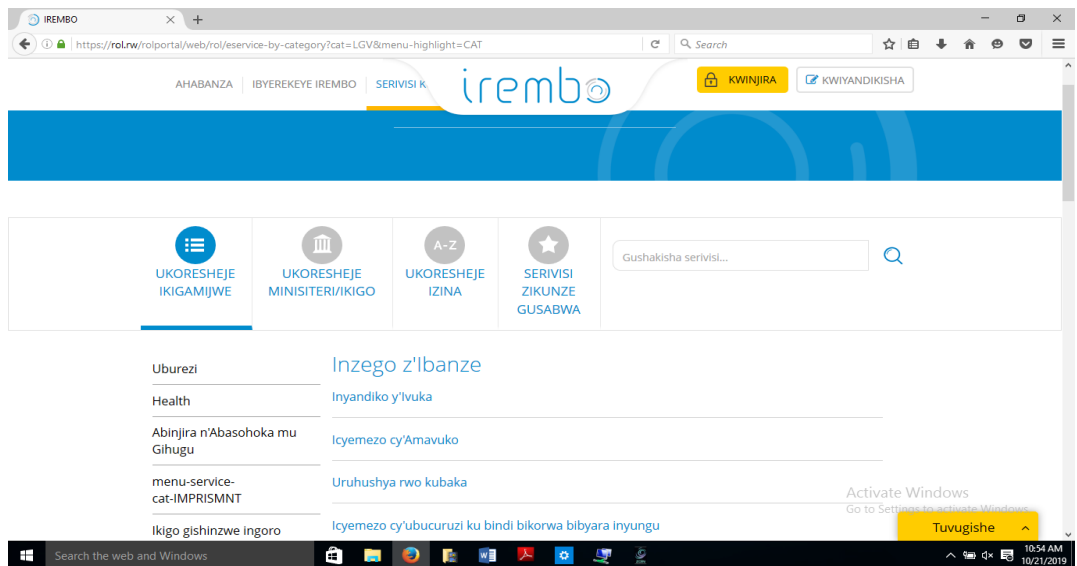 IREMBO
https://rol.rw/rolportal/web/rol/eservice-by-category?cat=LGV&menu-highlight=CAT
Search
AHABANZA
IBYEREKEYE IREMBO
SERIVISI K
irembo
KWINJIRA
KWIYANDIKISHA
A-Z
UKORESHEJE
IKIGAMIJWE
UKORESHEJE
MINISITERI/IKIGO
UKORESHEJE
IZINA
SERIVISI
ZIKUNZE
GUSABWA
Gushakisha serivisi...
Uburezi
Health
Abinjira n'Abasohoka mu
Gihugu
menu-service-
cat-IMPRISMNT
Ikigo gishinzwe ingoro
Inzego z'Ibanze
Inyandiko y'Ivuka
Icyemezo cy'Amavuko
Uruhushya rwo kubaka
Icyemezo cy'ubucuruzi ku bindi bikorwa bibyara inyungu
Activate Windows
Go to Settings to activate Windows.
Tuvugishe
Search the web and Windows
10:54 AM
10/21/2019